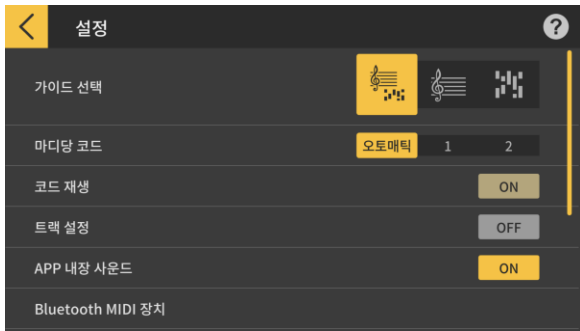 설정
?
가이드 선택
마디당 코드 오토매틱 1 2
코드 재생 ON
트랙 설정 OFF
APP 내장 사운드 ON
Bluetooth MIDI 장치